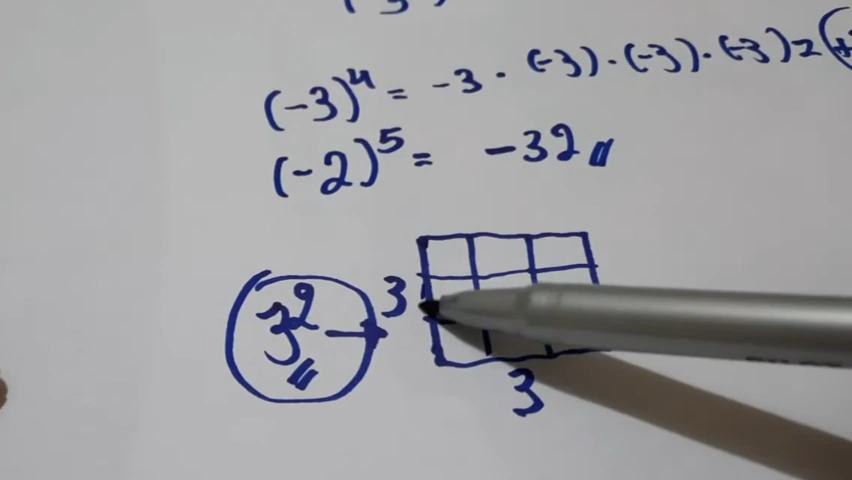 (-3)⁴ = -3 · (-3) · (-3) · (-3) = (+
(-2)⁵ = -32 //
3² → 3
3